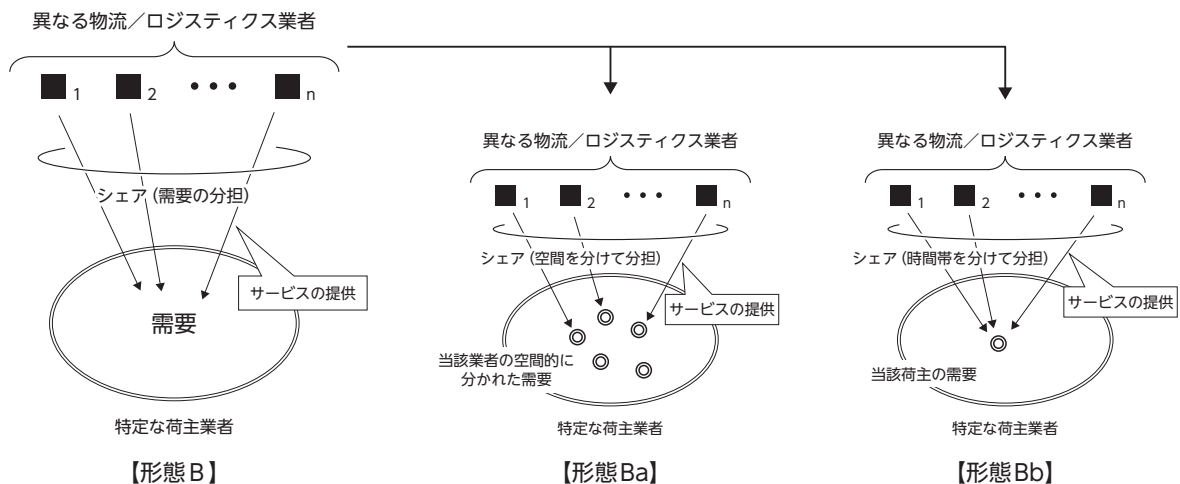 異なる物流／ロジスティクス業者
1 2 ・・・ n
シェア（需要の分担）
サービスの提供
需要
特定な荷主業者
【形態B】
異なる物流／ロジスティクス業者
1 2 ・・・ n
シェア（空間を分けて分担）
サービスの提供
当該業者の空間的に
分かれた需要
特定な荷主業者
【形態Ba】
異なる物流／ロジスティクス業者
1 2 ・・・ n
シェア（時間帯を分けて分担）
サービスの提供
当該荷主の需要
特定な荷主業者
【形態Bb】